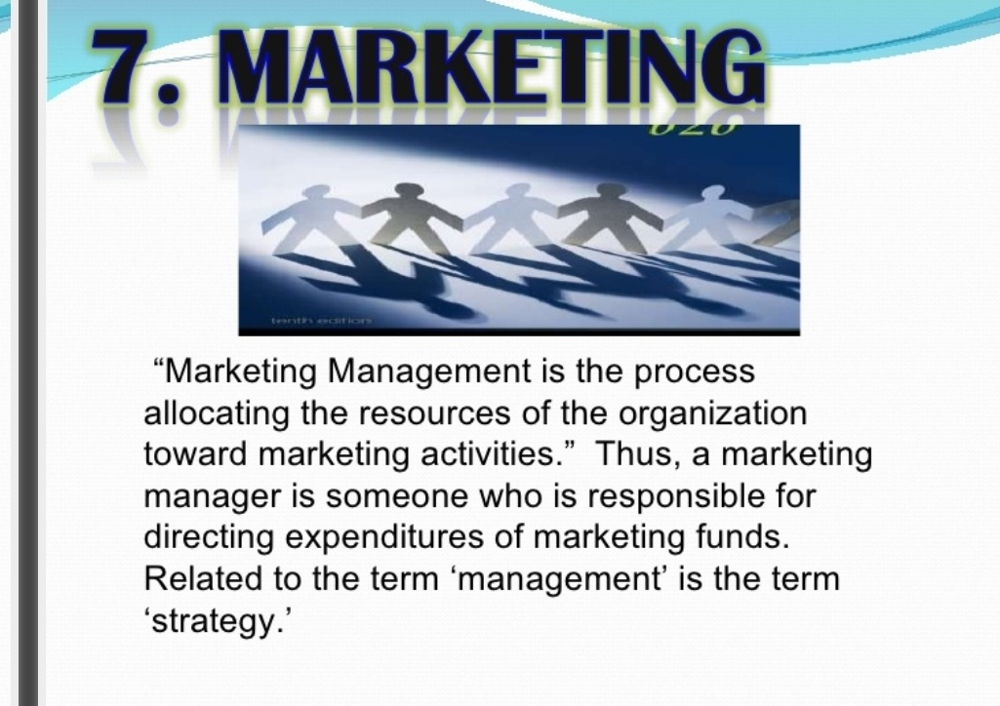 7. MARKETING
b2b
tenth edition
“Marketing Management is the process
allocating the resources of the organization
toward marketing activities.”  Thus, a marketing
manager is someone who is responsible for
directing expenditures of marketing funds.
Related to the term ‘management’ is the term
‘strategy.’